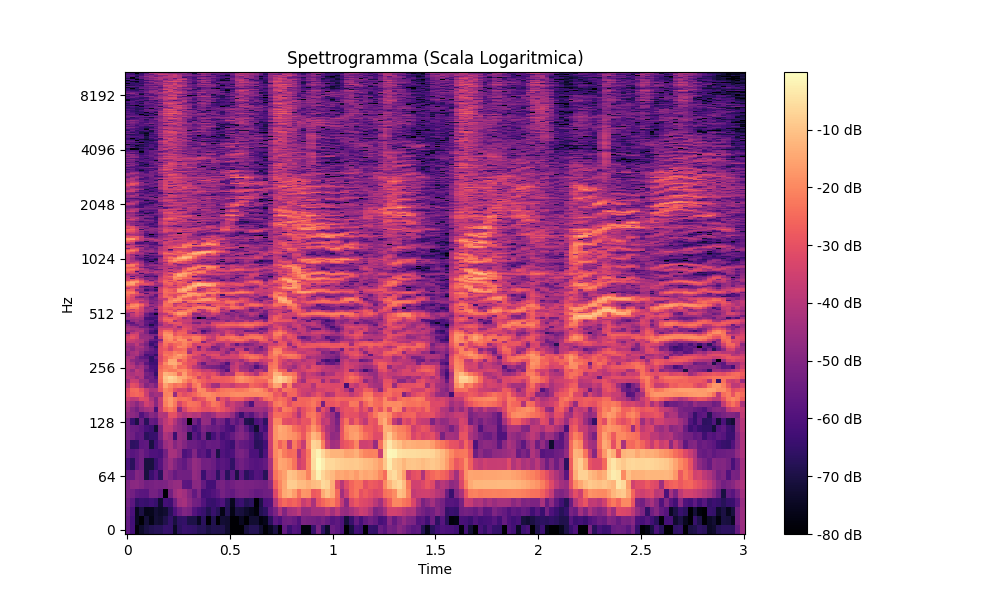 Spettrogramma (Scala Logaritmica)
8192
4096
2048
1024
512
256
128
64
0
Hz
0
0.5
1
1.5
2
2.5
3
Time
-10 dB
-20 dB
-30 dB
-40 dB
-50 dB
-60 dB
-70 dB
-80 dB